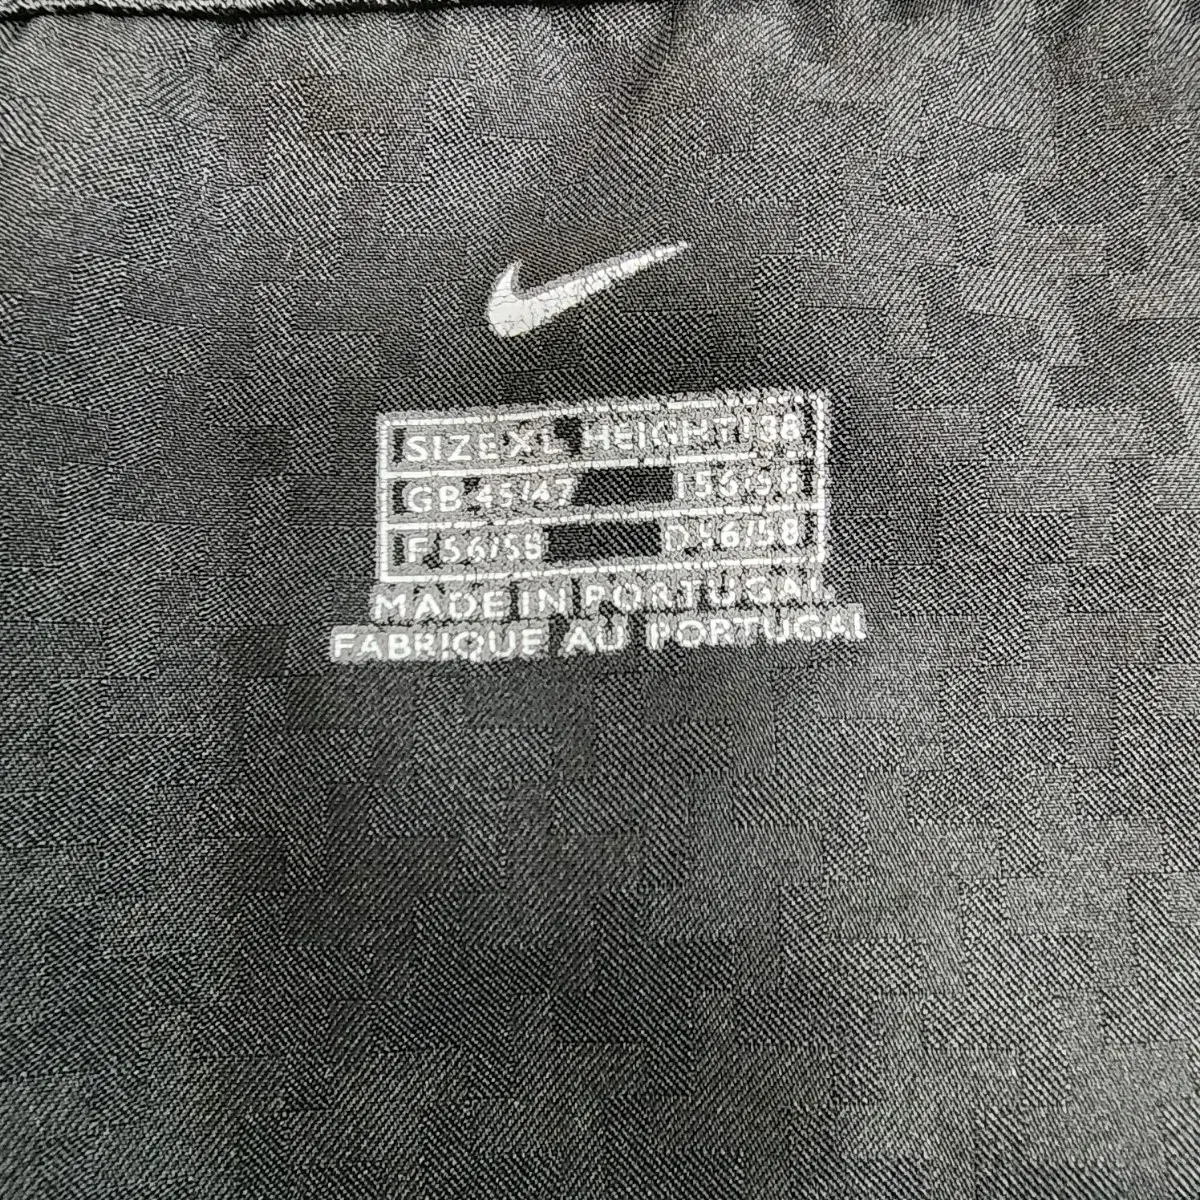 SIZE XL HEIGHT 188
GB 45/47 I 56/58
F 56/58 D 56/58
MADE IN PORTUGAL
FABRIQUE AU PORTUGAL